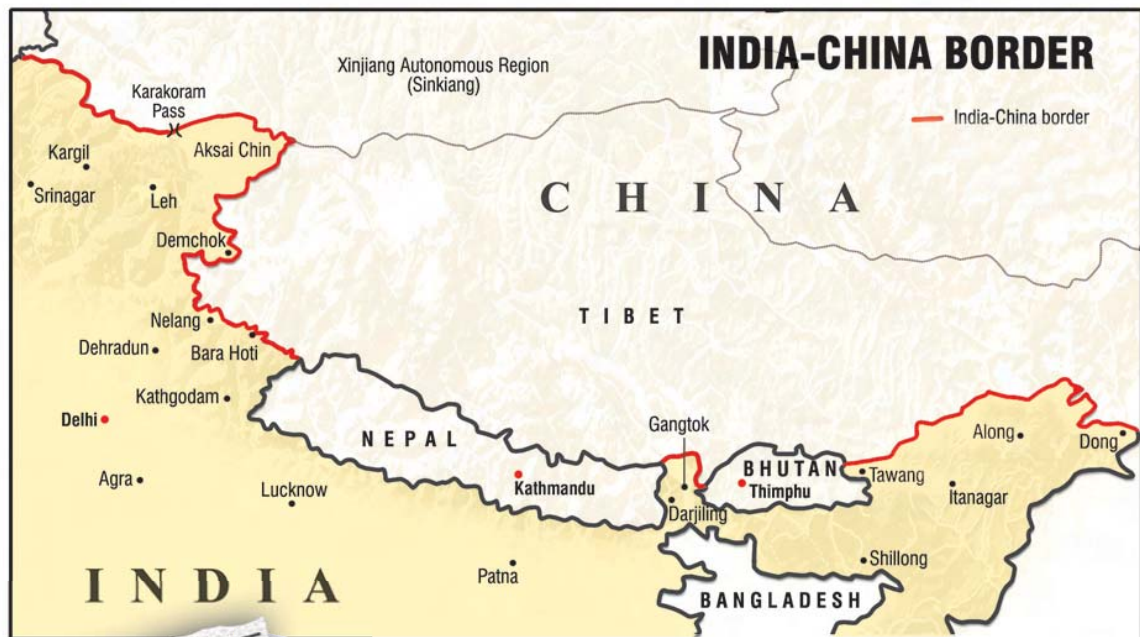 INDIA-CHINA BORDER
India-China border
Xinjiang Autonomous Region
(Sinkiang)
Karakoram
Pass
Aksai Chin
Kargil
Srinagar
Leh
CHINA
Demchok
TIBET
Nelang
Dehradun
Bara Hoti
Kathgodam
Delhi
NEPAL
Gangtok
Along
Dong
BHUTAN
Tawang
Agra
Lucknow
Kathmandu
Thimphu
Itanagar
Darjiling
INDIA
Patna
Shillong
BANGLADESH